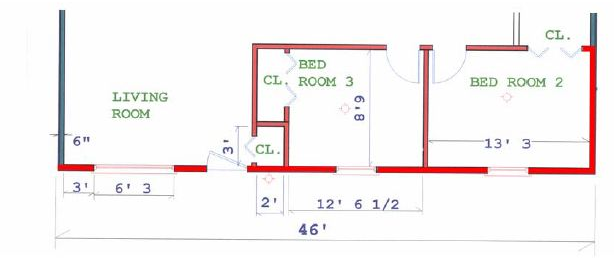 CL.
BED
CL. ROOM 3
BED ROOM 2
LIVING
ROOM
8'9
6"
3'
CL.
13' 3
3'
6' 3
2'
12' 6 1/2
46'